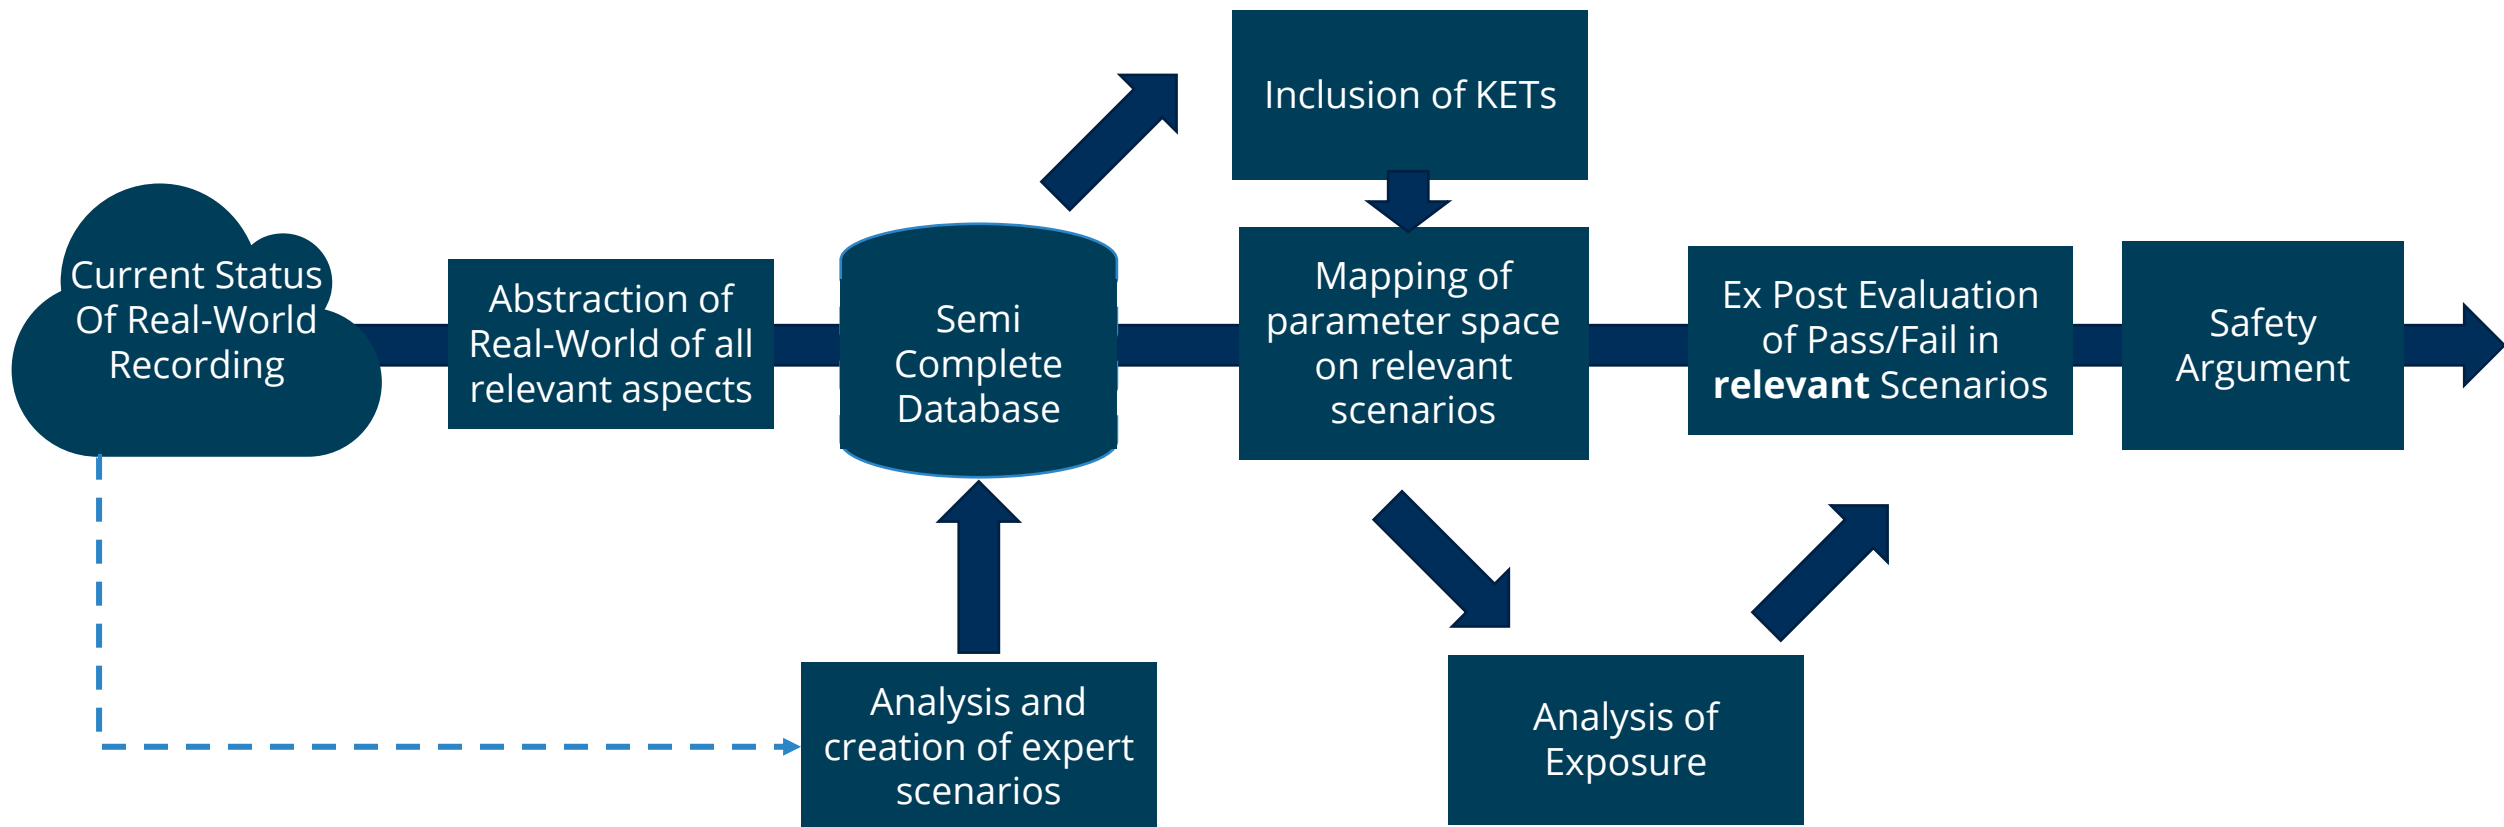 Inclusion of KETs
Current Status
Of Real-World
Recording
Abstraction of
Real-World of all
relevant aspects
Semi
Complete
Database
Mapping of
parameter space
on relevant
scenarios
Ex Post Evaluation
of Pass/Fail in
relevant Scenarios
Safety
Argument
Analysis and
creation of expert
scenarios
Analysis of
Exposure